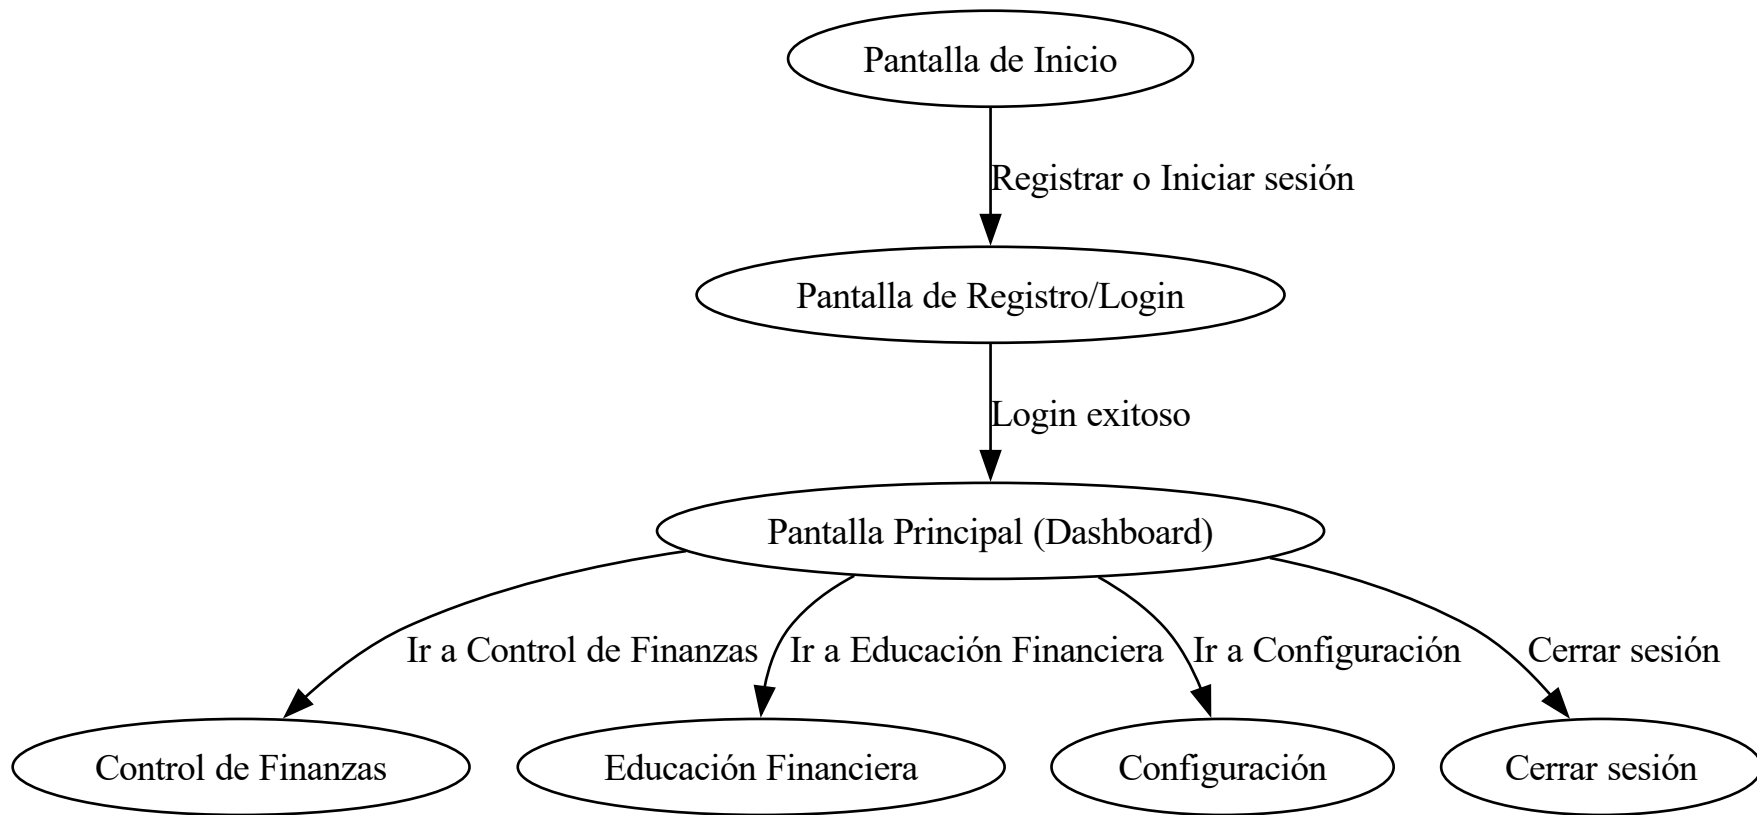 Pantalla de Inicio
Registrar o Iniciar sesión
Pantalla de Registro/Login
Login exitoso
Pantalla Principal (Dashboard)
Ir a Control de Finanzas
Ir a Educación Financiera
Ir a Configuración
Cerrar sesión
Control de Finanzas
Educación Financiera
Configuración
Cerrar sesión